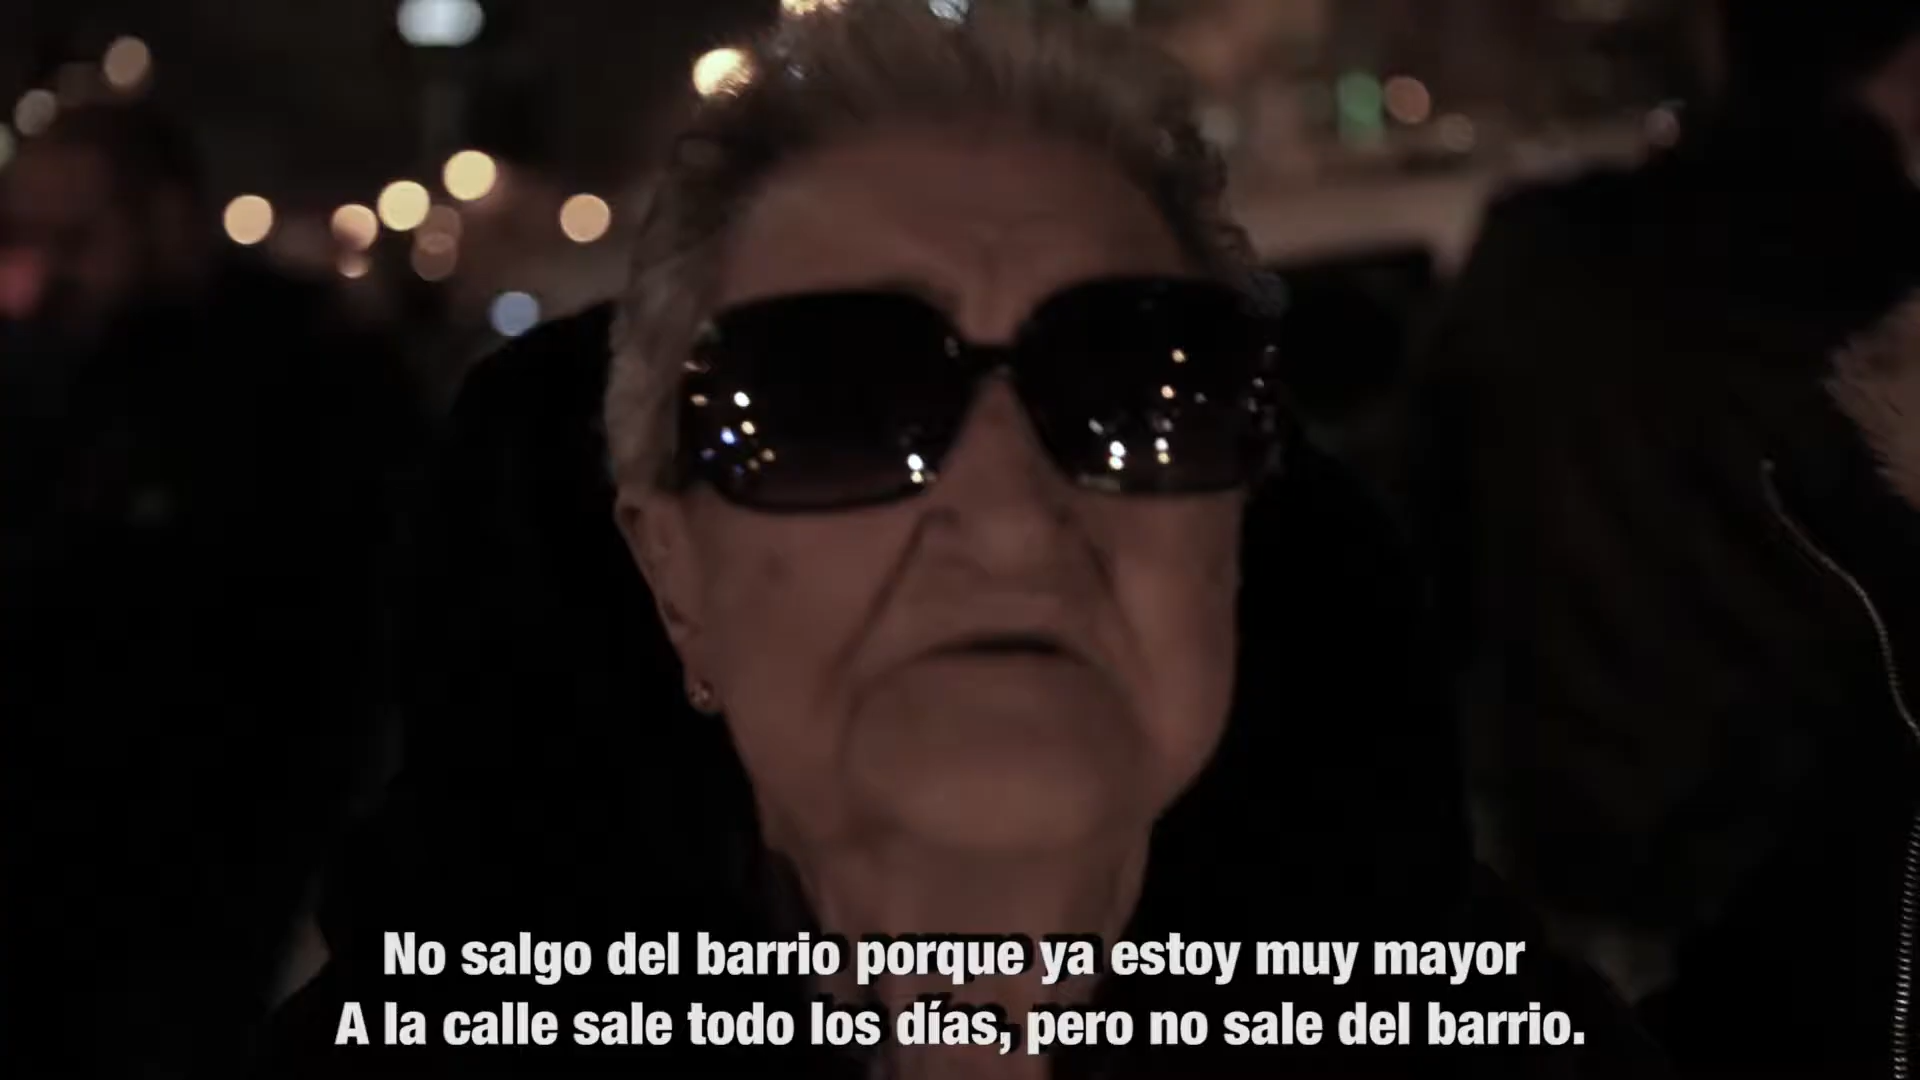 No salgo del barrio porque ya estoy muy mayor
A la calle sale todo los días, pero no sale del barrio.